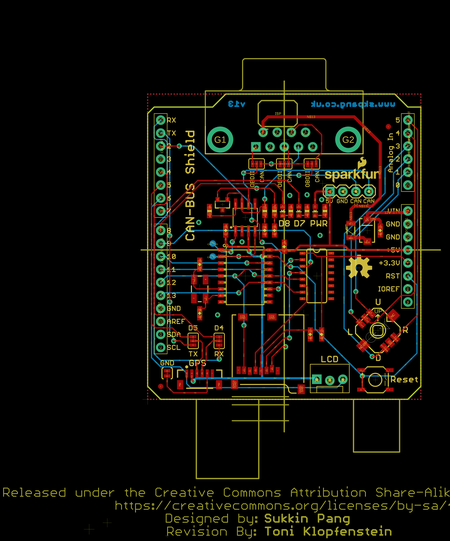 v13
www.skpang.co.uk
RX
TX
2
3
4
5
6
7
8
9
10
11
12
13
GND
AREF
SDA
SCL
CAN-BUS Shield
G1
G2
5
4
3
2
1
0
Analog In
sparkfun
5V GND CAN CAN
D8 D7 PWR
VIN
GND
GND
+5V
+3.3V
RST
IOREF
U
L
R
D
D5
D4
TX
RX
GND
GPS
LCD
Reset
Released under the Creative Commons Attribution Share-Alik
https://creativecommons.org/licenses/by-sa/
Designed by: Sukkin Pang
Revision By: Toni Klopfenstein